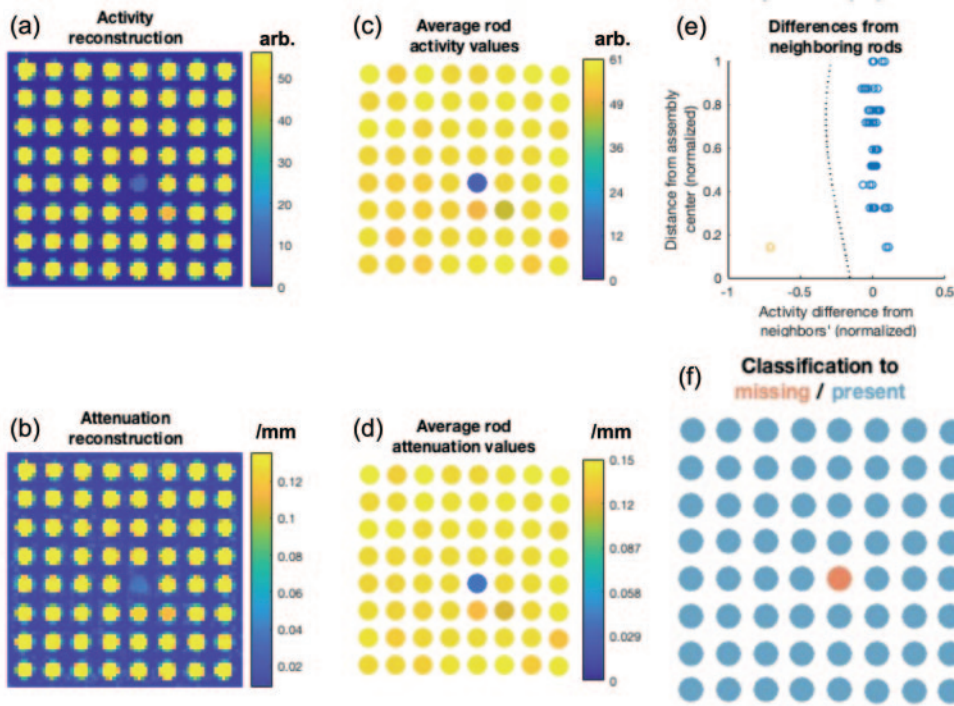 (a)
Activity
reconstruction
arb.
50
40
30
20
10
0
(c)
Average rod
activity values
arb.
61
49
36
24
12
0
(e)
Differences from
neighboring rods
Distance from assembly
center (normalized)
1
0.8
0.6
0.4
0.2
0
-1
-0.5
0
0.5
Activity difference from
neighbors' (normalized)
(b)
Attenuation
reconstruction
/mm
0.12
0.1
0.08
0.06
0.04
0.02
(d)
Average rod
attenuation values
/mm
0.15
0.12
0.087
0.058
0.029
0
(f)
Classification to
missing / present